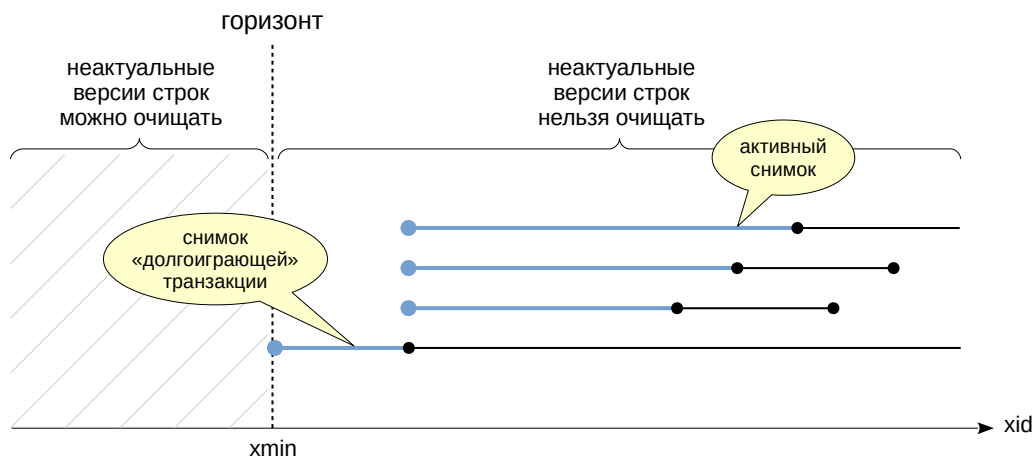 горизонт
неактуальные
версии строк
можно очищать
неактуальные
версии строк
нельзя очищать
активный
снимок
снимок
«долгоиграющей»
транзакции
xmin
xid